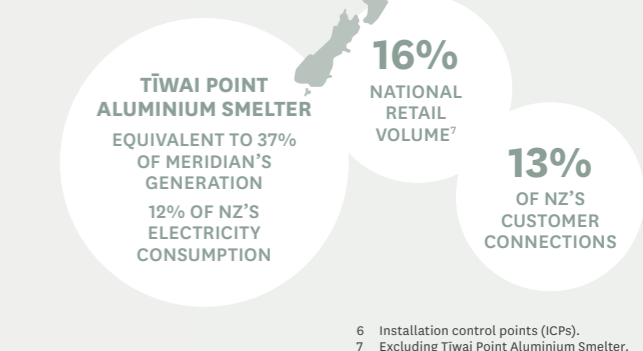 TĪWAI POINT
ALUMINIUM SMELTER
EQUIVALENT TO 37%
OF MERIDIAN’S
GENERATION
12% OF NZ’S
ELECTRICITY
CONSUMPTION
16%
NATIONAL
RETAIL
VOLUME⁷
13%
OF NZ’S
CUSTOMER
CONNECTIONS
6 Installation control points (ICPs).
7 Excluding Tīwai Point Aluminium Smelter.